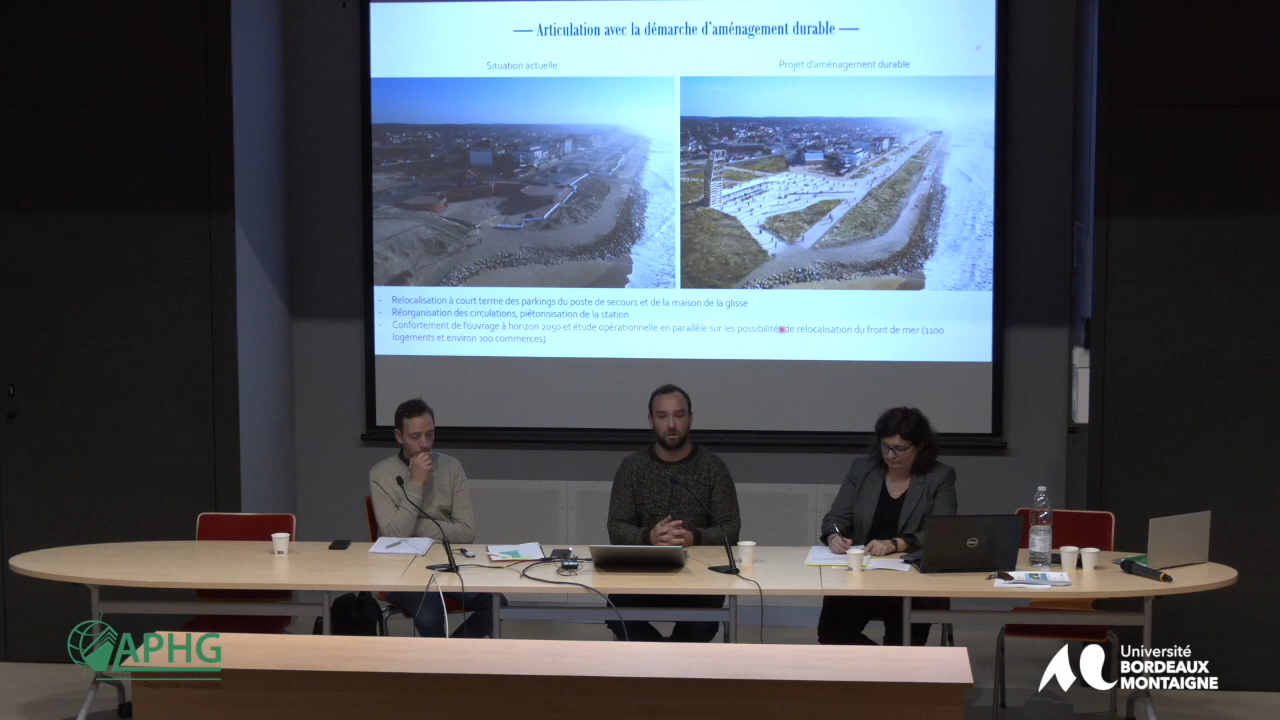 Articulation avec la démarche d'aménagement durable
Situation actuelle
Projet d'aménagement durable
- Relocalisation à court terme des parkings du poste de secours et de la maison de la glisse
- Réorganisation des circulations, piétonnisation de la station
- Confortement de l'ouvrage à horizon 2050 et étude opérationnelle en parallèle sur les possibilités de relocalisation du front de mer (1100
logements et environ 100 commerces)
DELL
APHG
Régionale Aquitaine
Université
BORDEAUX
MONTAIGNE